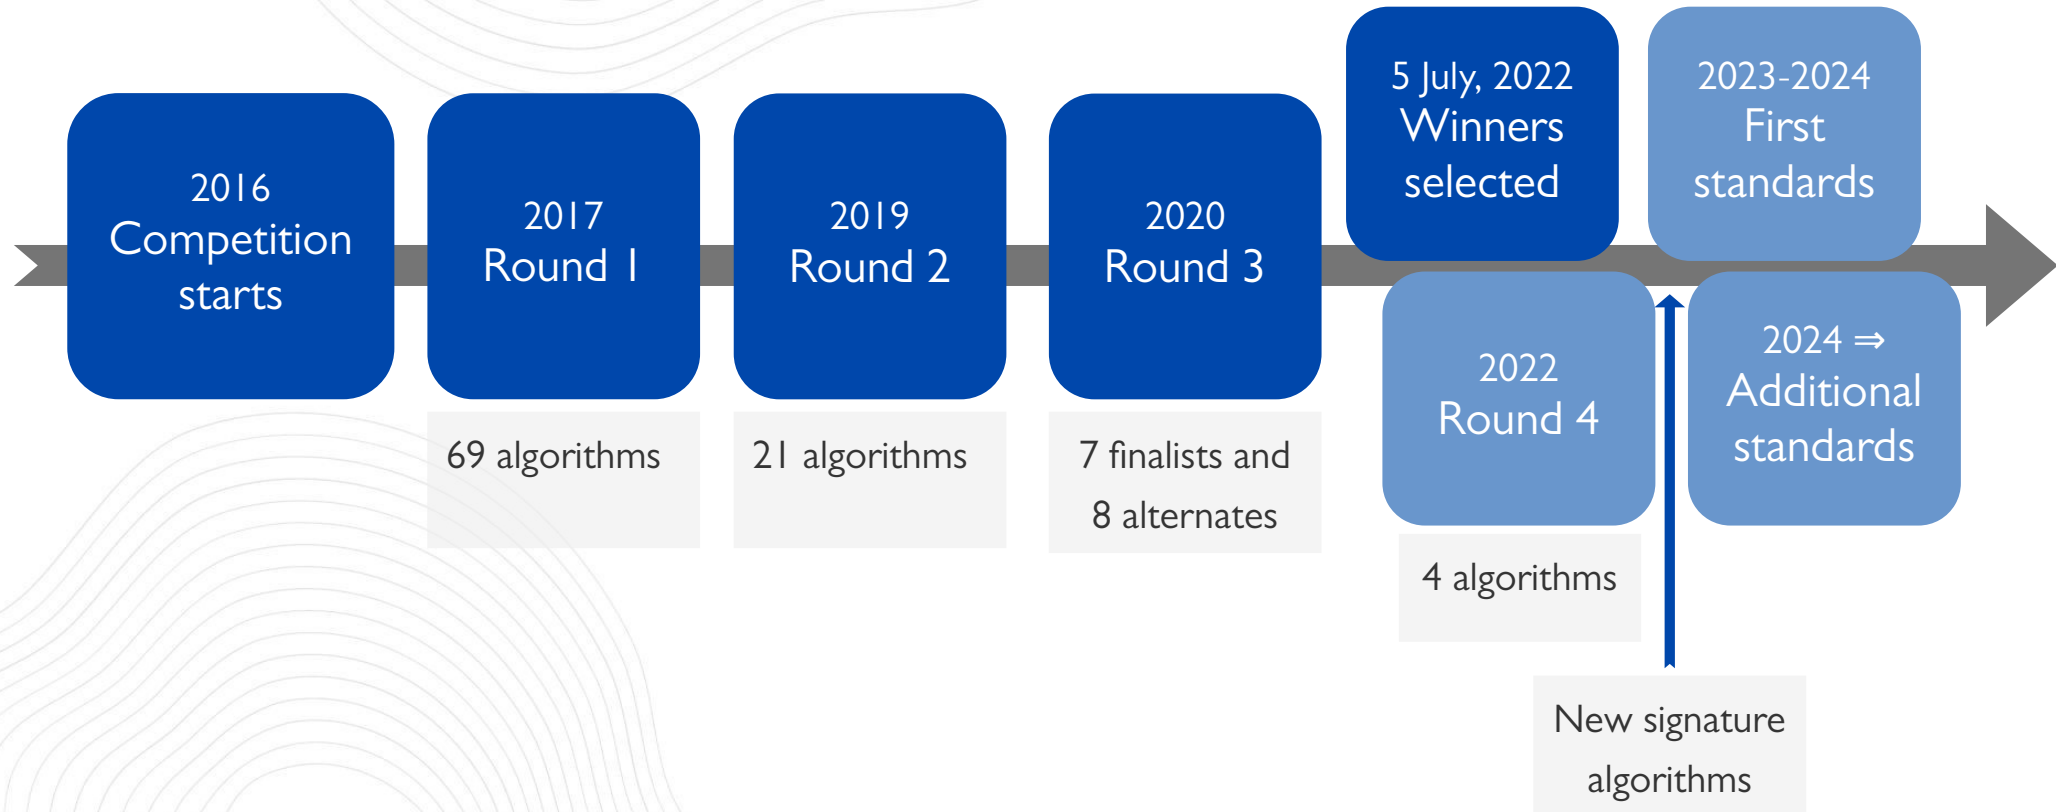 2016
Competition
starts
2017
Round 1
69 algorithms
2019
Round 2
21 algorithms
2020
Round 3
7 finalists and
8 alternates
5 July, 2022
Winners
selected
2022
Round 4
4 algorithms
New signature
algorithms
2023-2024
First
standards
2024 ⇒
Additional
standards